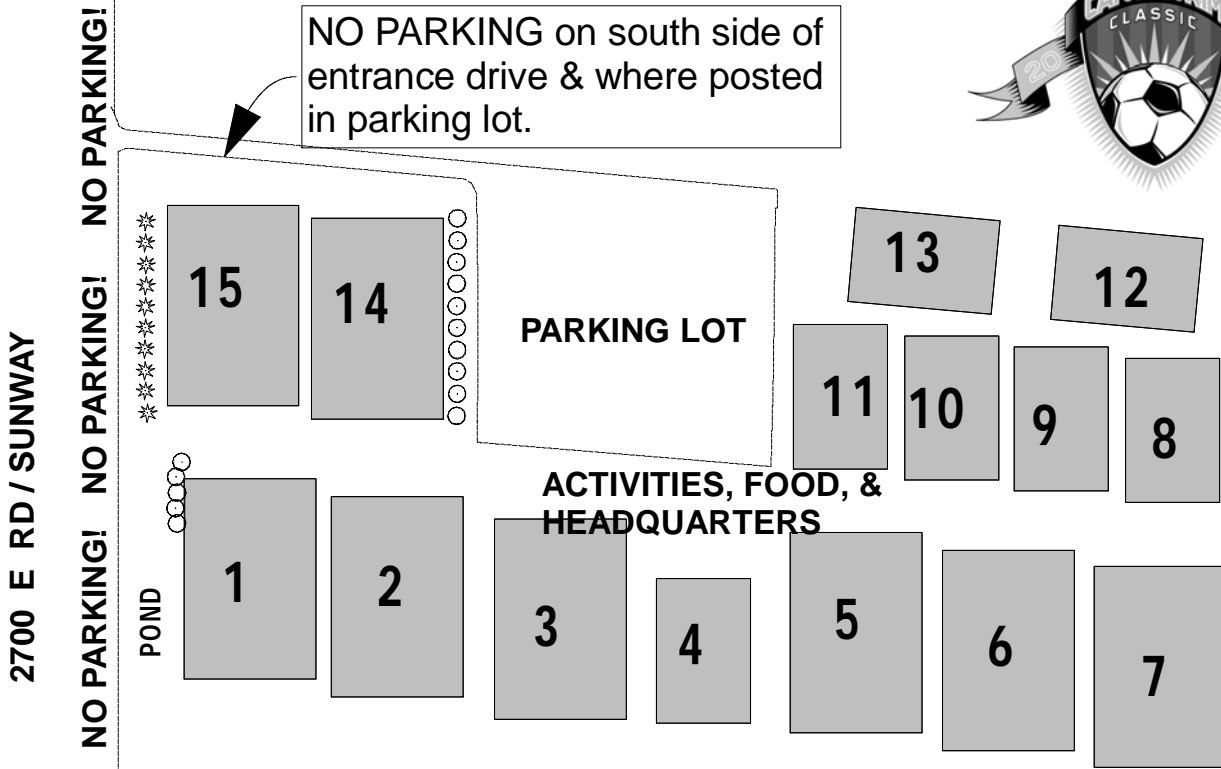 NO PARKING on south side of
entrance drive & where posted
in parking lot.
CLASSIC
20
NO PARKING!
NO PARKING!
NO PARKING!
2700 E RD / SUNWAY
15
14
PARKING LOT
13
12
11
10
9
8
ACTIVITIES, FOOD, &
HEADQUARTERS
POND
1
2
3
4
5
6
7